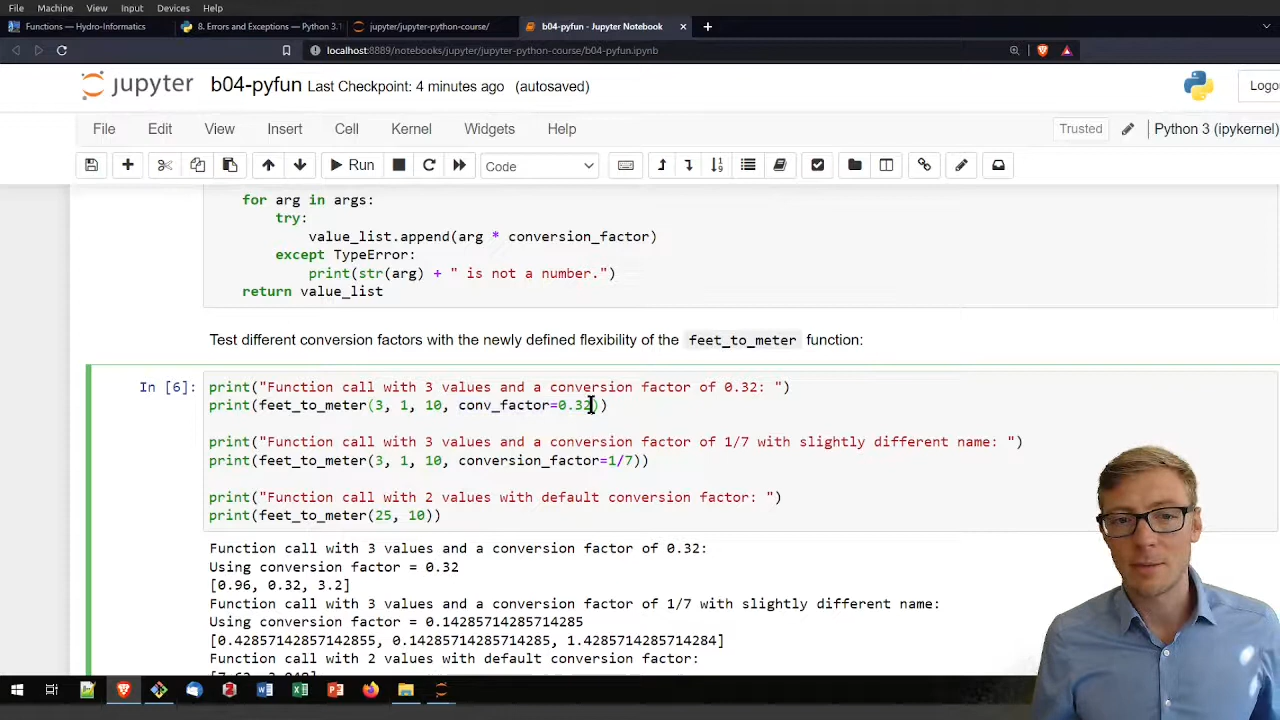 File Machine View Input Devices Help
Functions — Hydro-Informatics
8. Errors and Exceptions — Python 3.1
jupyter/jupyter-python-course/
b04-pyfun - Jupyter Notebook
localhost:8889/notebooks/jupyter/jupyter-python-course/b04-pyfun.ipynb
jupyter b04-pyfun Last Checkpoint: 4 minutes ago (autosaved)
Logo
File Edit View Insert Cell Kernel Widgets Help Trusted Python 3 (ipykernel)
Run Code
for arg in args:
try:
value_list.append(arg * conversion_factor)
except TypeError:
print(str(arg) + " is not a number.")
return value_list
Test different conversion factors with the newly defined flexibility of the feet_to_meter function:
In [6]: print("Function call with 3 values and a conversion factor of 0.32: ")
print(feet_to_meter(3, 1, 10, conv_factor=0.32))
print("Function call with 3 values and a conversion factor of 1/7 with slightly different name: ")
print(feet_to_meter(3, 1, 10, conversion_factor=1/7))
print("Function call with 2 values with default conversion factor: ")
print(feet_to_meter(25, 10))
Function call with 3 values and a conversion factor of 0.32:
Using conversion factor = 0.32
[0.96, 0.32, 3.2]
Function call with 3 values and a conversion factor of 1/7 with slightly different name:
Using conversion factor = 0.14285714285714285
[0.42857142857142855, 0.14285714285714285, 1.4285714285714284]
Function call with 2 values with default conversion factor: